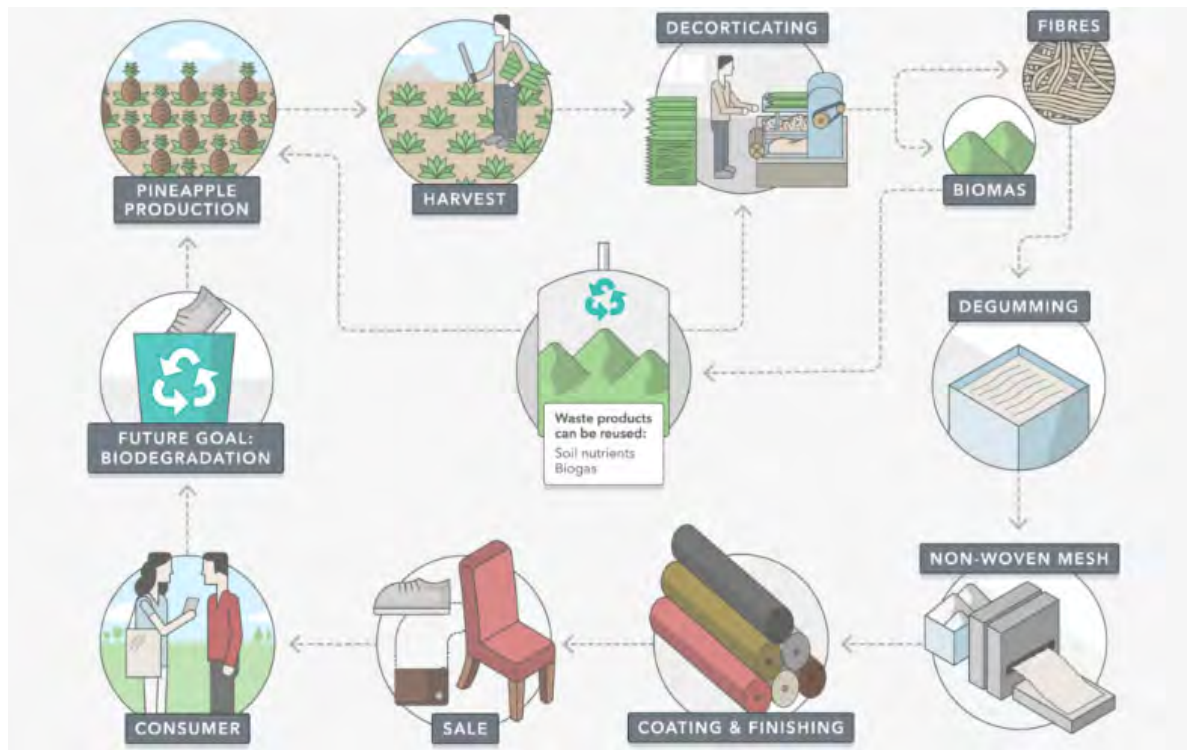 PINEAPPLE
PRODUCTION
HARVEST
DECORTICATING
FIBRES
BIOMAS
DEGUMMING
Waste products
can be reused:
Soil nutrients
Biogas
FUTURE GOAL:
BIODEGRADATION
NON-WOVEN MESH
COATING & FINISHING
SALE
CONSUMER